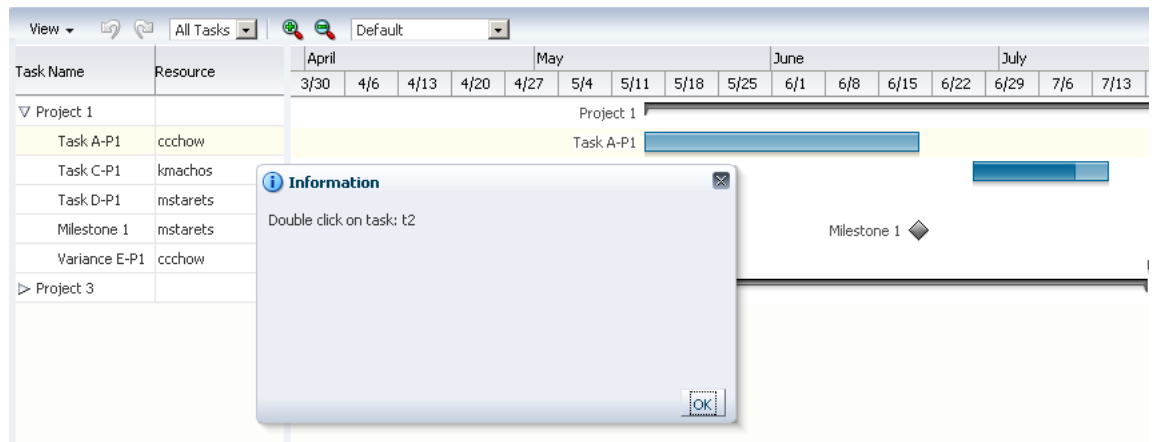 View All Tasks Default
Task Name Resource April May June July
3/30 4/6 4/13 4/20 4/27 5/4 5/11 5/18 5/25 6/1 6/8 6/15 6/22 6/29 7/6 7/13
Project 1 Project 1
Task A-P1 ccchow Task A-P1
Task C-P1 kmachos
Information
Task D-P1 mstarets
Double click on task: t2
Milestone 1 mstarets Milestone 1
Variance E-P1 ccchow
Project 3
OK